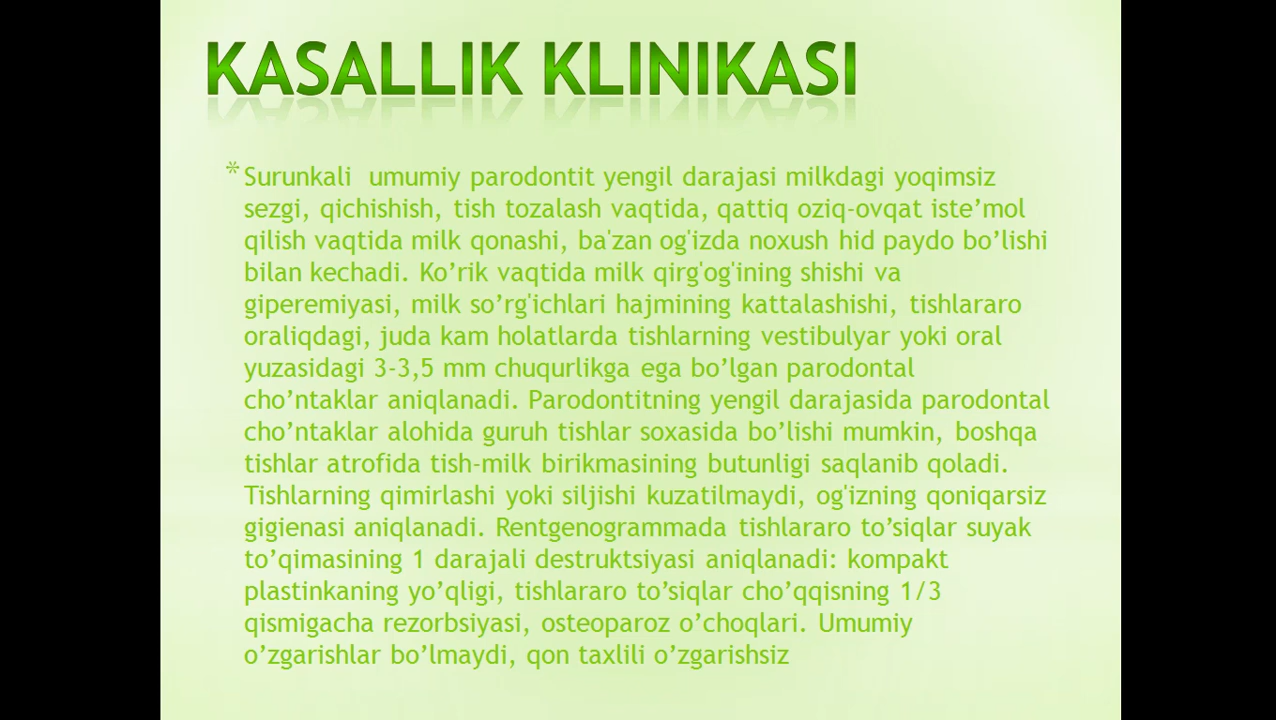 KASALLIK KLINIKASI
* Surunkali umumiy parodontit yengil darajasi milkdagi yoqimsiz
sezgi, qichishish, tish tozalash vaqtida, qattiq oziq-ovqat iste’mol
qilish vaqtida milk qonashi, ba'zan og'izda noxush hid paydo bo’lishi
bilan kechadi. Ko’rik vaqtida milk qirg'og'ining shishi va
giperemiyasi, milk so’rg'ichlari hajmining kattalashishi, tishlararo
oraliqdagi, juda kam holatlarda tishlarning vestibulyar yoki oral
yuzasidagi 3-3,5 mm chuqurlikga ega bo’lgan parodontal
cho’ntaklar aniqlanadi. Parodontitning yengil darajasida parodontal
cho’ntaklar alohida guruh tishlar soxasida bo’lishi mumkin, boshqa
tishlar atrofida tish-milk birikmasining butunligi saqlanib qoladi.
Tishlarning qimirlashi yoki siljishi kuzatilmaydi, og'izning qoniqarsiz
gigienasi aniqlanadi. Rentgenogrammada tishlararo to’siqlar suyak
to’qimasining 1 darajali destruktsiyasi aniqlanadi: kompakt
plastinkaning yo’qligi, tishlararo to’siqlar cho’qqisning 1/3
qismigacha rezorbsiyasi, osteoparoz o’choqlari. Umumiy
o’zgarishlar bo’lmaydi, qon taxlili o’zgarishsiz